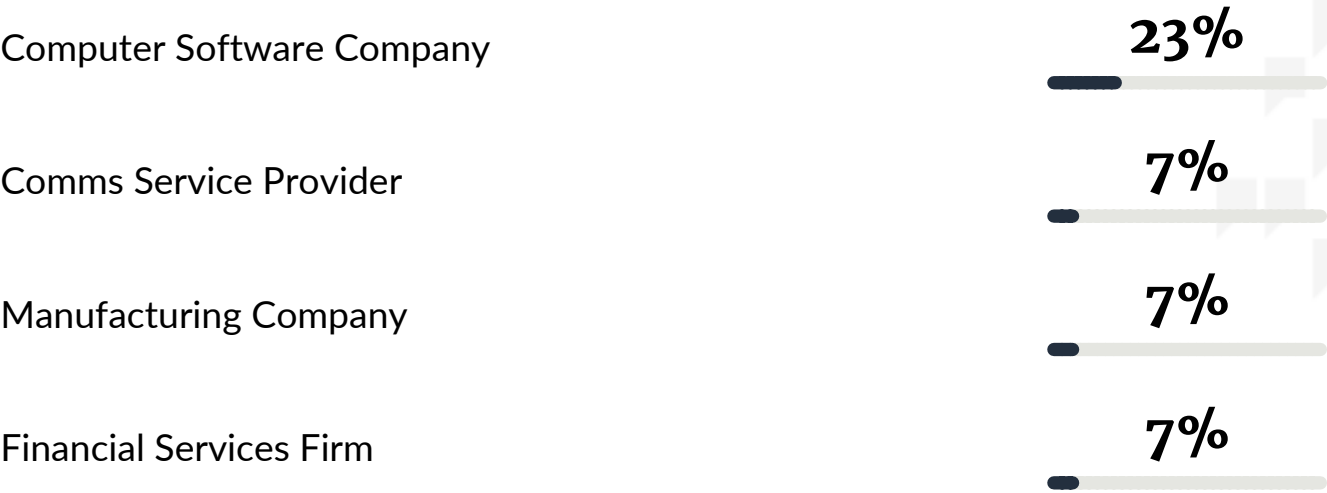 Computer Software Company 23%
Comms Service Provider 7%
Manufacturing Company 7%
Financial Services Firm 7%